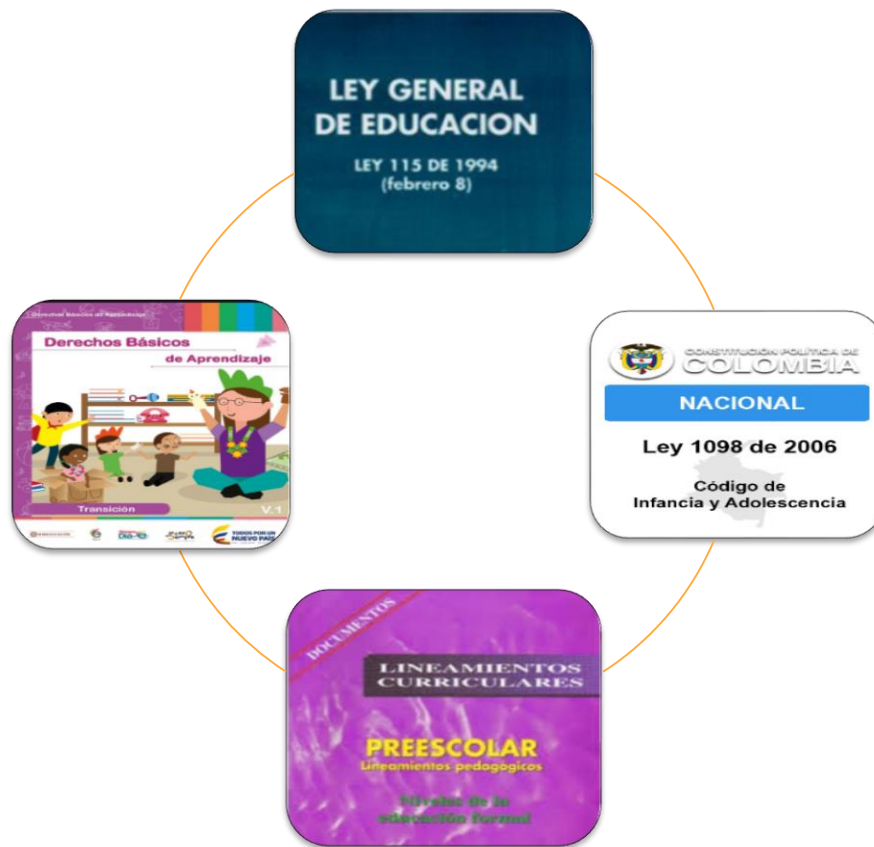 LEY GENERAL
DE EDUCACION
LEY 115 DE 1994
(febrero 8)
Derechos Básicos de Aprendizaje
Derechos Básicos
de Aprendizaje
Transición
V.1
TODOS POR UN
NUEVO PAÍS
CONSTITUCIÓN POLÍTICA DE
COLOMBIA
NACIONAL
Ley 1098 de 2006
Código de
Infancia y Adolescencia
DOCUMENTOS
LINEAMIENTOS
CURRICULARES
PREESCOLAR
Lineamientos pedagógicos
Niveles de la
educación formal